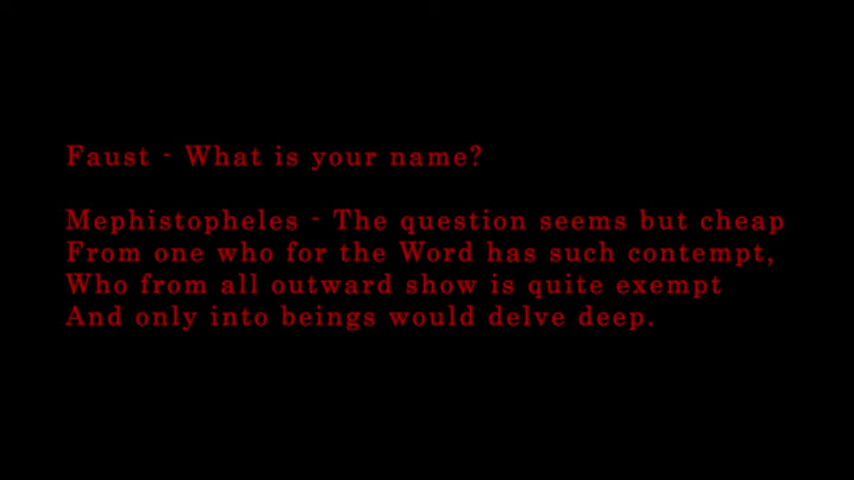 Faust - What is your name?
Mephistopheles - The question seems but cheap
From one who for the Word has such contempt,
Who from all outward show is quite exempt
And only into beings would delve deep.